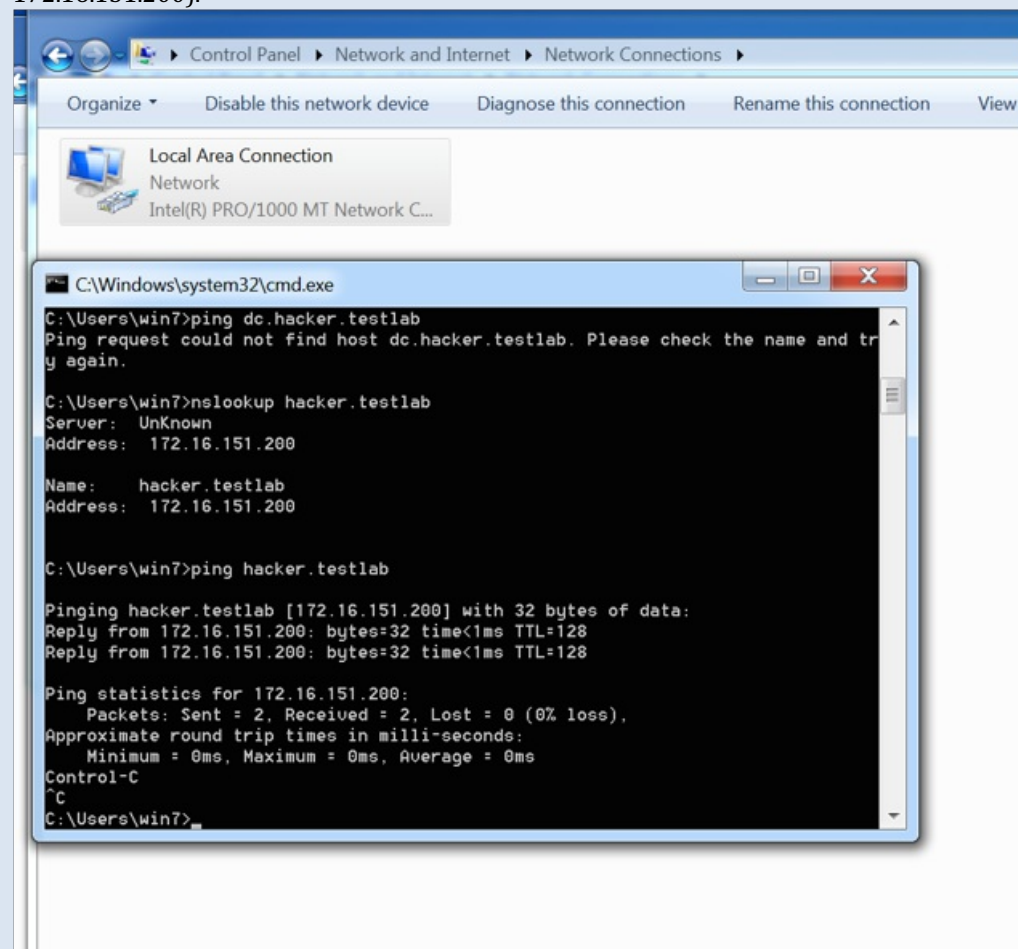 172.16.151.200).
Control Panel Network and Internet Network Connections
Organize Disable this network device Diagnose this connection Rename this connection View
Local Area Connection
Network
Intel(R) PRO/1000 MT Network C...
C:\Windows\system32\cmd.exe
C:\Users\win7>ping dc.hacker.testlab
Ping request could not find host dc.hacker.testlab. Please check the name and tr
y again.
C:\Users\win7>nslookup hacker.testlab
Server: UnKnown
Address: 172.16.151.200
Name: hacker.testlab
Address: 172.16.151.200
C:\Users\win7>ping hacker.testlab
Pinging hacker.testlab [172.16.151.200] with 32 bytes of data:
Reply from 172.16.151.200: bytes=32 time<1ms TTL=128
Reply from 172.16.151.200: bytes=32 time<1ms TTL=128
Ping statistics for 172.16.151.200:
Packets: Sent = 2, Received = 2, Lost = 0 (0% loss),
Approximate round trip times in milli-seconds:
Minimum = 0ms, Maximum = 0ms, Average = 0ms
Control-C
^C
C:\Users\win7>_